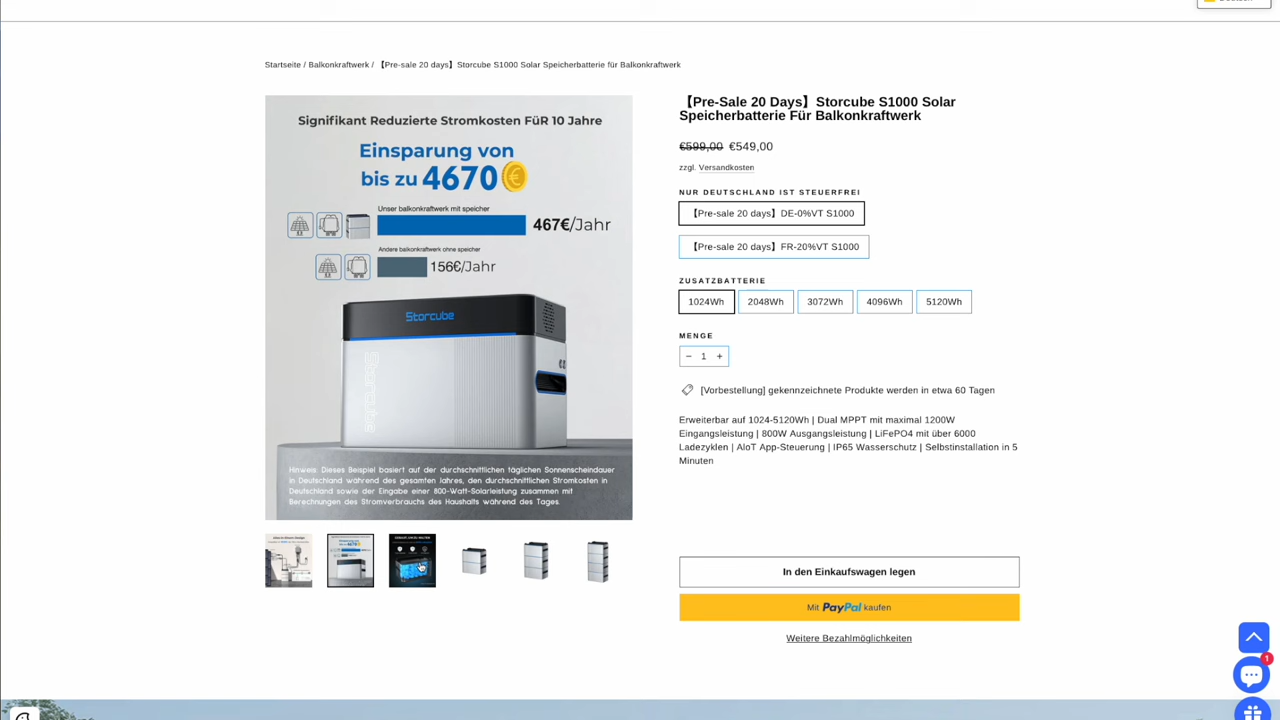 Startseite / Balkonkraftwerk / 【Pre-sale 20 days】Storcube S1000 Solar Speicherbatterie für Balkonkraftwerk
Signifikant Reduzierte Stromkosten FüR 10 Jahre
Einsparung von
bis zu 4670
Unser balkonkraftwerk mit speicher
467€/Jahr
Andare balkonkraftwerk ohne speicher
156€/Jahr
Storcube
Storcube
Hinweis: Dieses Beispiel basiert auf der durchschnittlichen täglichen Sonnenscheindauer
in Deutschland während des gesamten Jahres, den durchschnittlichen Stromkosten in
Deutschland sowie der Eingabe einer 800-Watt-Solarleistung zusammen mit
Berechnungen des Stromverbrauchs des Haushalts während des Tages.
【Pre-Sale 20 Days】Storcube S1000 Solar
Speicherbatterie Für Balkonkraftwerk
€599,00 €549,00
zzgl. Versandkosten
NUR DEUTSCHLAND IST STEUERFREI
【Pre-sale 20 days】DE-0%VT S1000
【Pre-sale 20 days】FR-20%VT S1000
ZUSATZBATTERIE
1024Wh 2048Wh 3072Wh 4096Wh 5120Wh
MENGE
− 1 +
[Vorbestellung] gekennzeichnete Produkte werden in etwa 60 Tagen
Erweiterbar auf 1024-5120Wh | Dual MPPT mit maximal 1200W
Eingangsleistung | 800W Ausgangsleistung | LiFePO4 mit über 6000
Ladezyklen | AIoT App-Steuerung | IP65 Wasserschutz | Selbstinstallation in 5
Minuten
In den Einkaufswagen legen
Mit PayPal kaufen
Weitere Bezahlmöglichkeiten
1